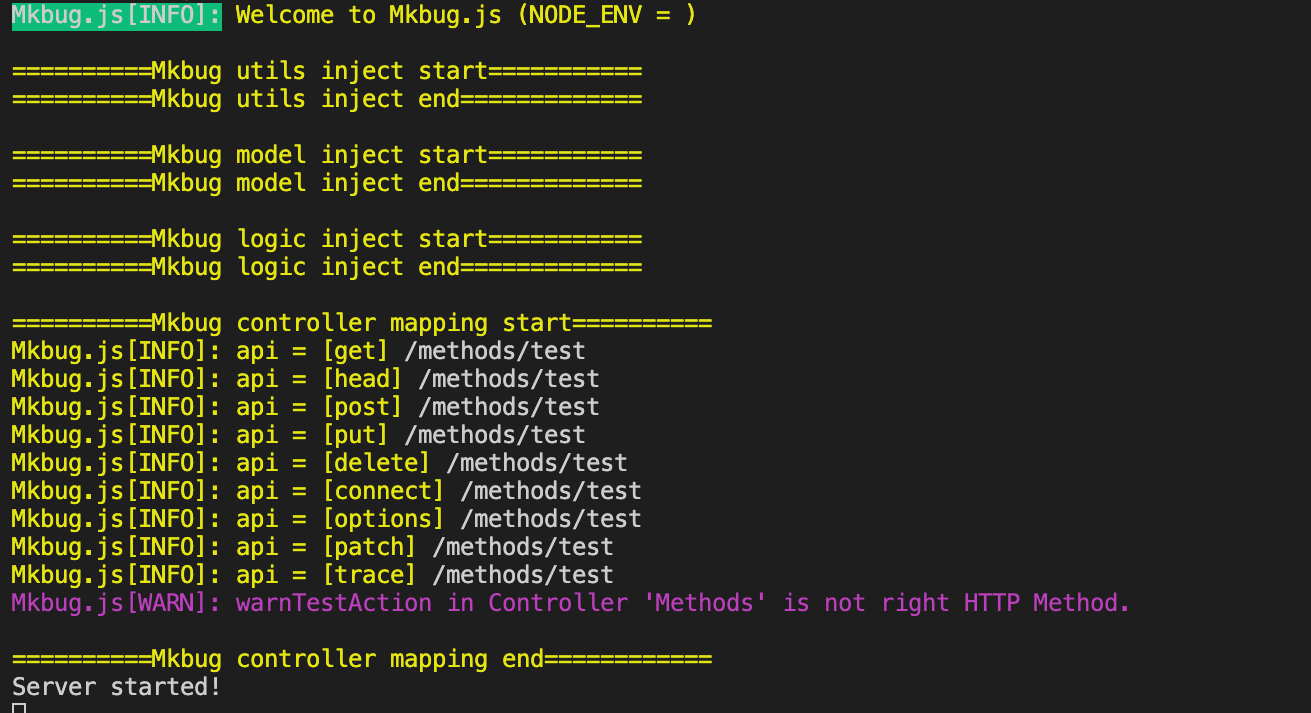 Mkbug.js[INFO]: Welcome to Mkbug.js (NODE_ENV = )
==========Mkbug utils inject start===========
==========Mkbug utils inject end=============
==========Mkbug model inject start===========
==========Mkbug model inject end=============
==========Mkbug logic inject start===========
==========Mkbug logic inject end=============
==========Mkbug controller mapping start==========
Mkbug.js[INFO]: api = [get] /methods/test
Mkbug.js[INFO]: api = [head] /methods/test
Mkbug.js[INFO]: api = [post] /methods/test
Mkbug.js[INFO]: api = [put] /methods/test
Mkbug.js[INFO]: api = [delete] /methods/test
Mkbug.js[INFO]: api = [connect] /methods/test
Mkbug.js[INFO]: api = [options] /methods/test
Mkbug.js[INFO]: api = [patch] /methods/test
Mkbug.js[INFO]: api = [trace] /methods/test
Mkbug.js[WARN]: warnTestAction in Controller 'Methods' is not right HTTP Method.
==========Mkbug controller mapping end============
Server started!